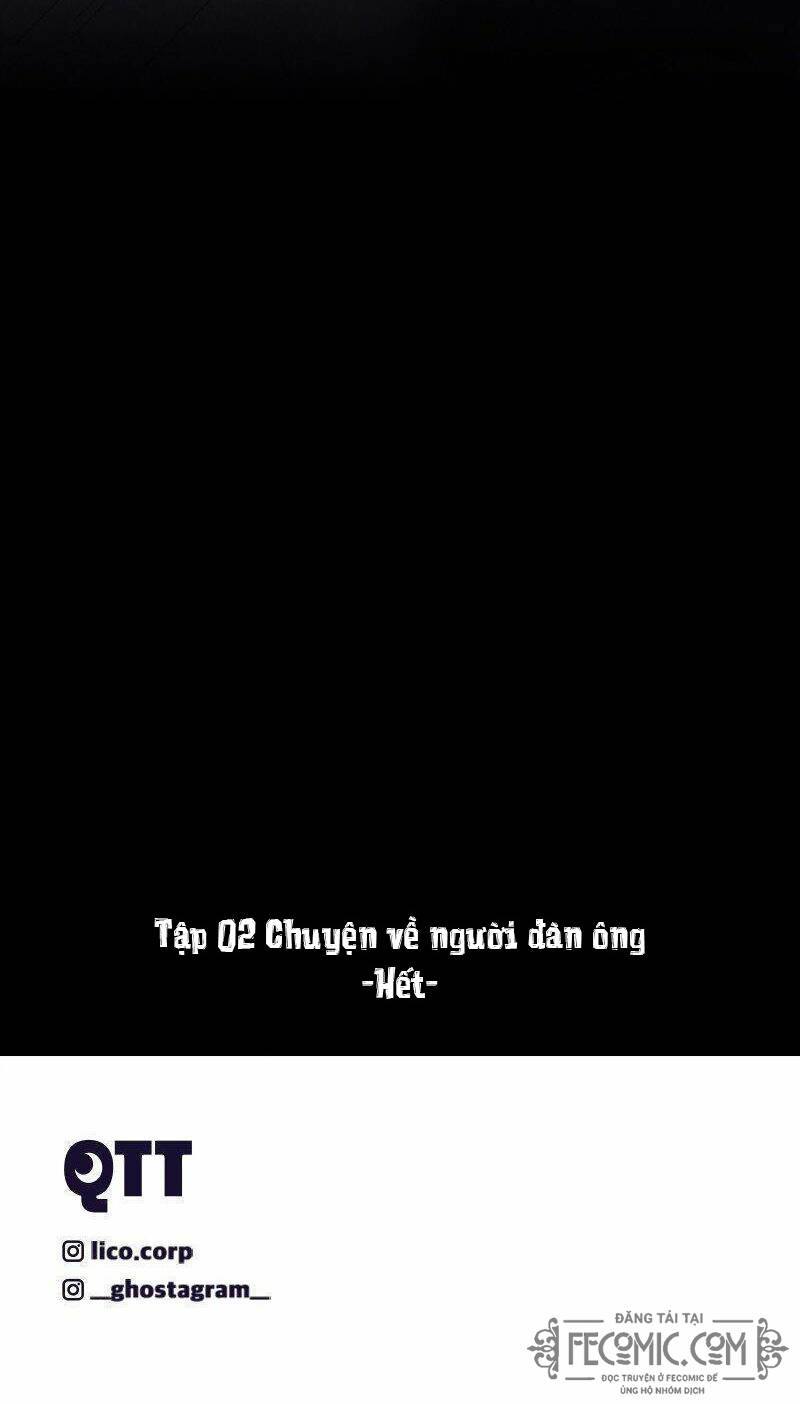 Tập 02 Chuyện về người đàn ông
-Hết-
QTT
lico.corp
__ghostagram__
ĐĂNG TẢI TẠI
FECOMIC.COM
ĐỌC TRUYỆN Ở FECOMIC ĐỂ
ỦNG HỘ NHÓM DỊCH